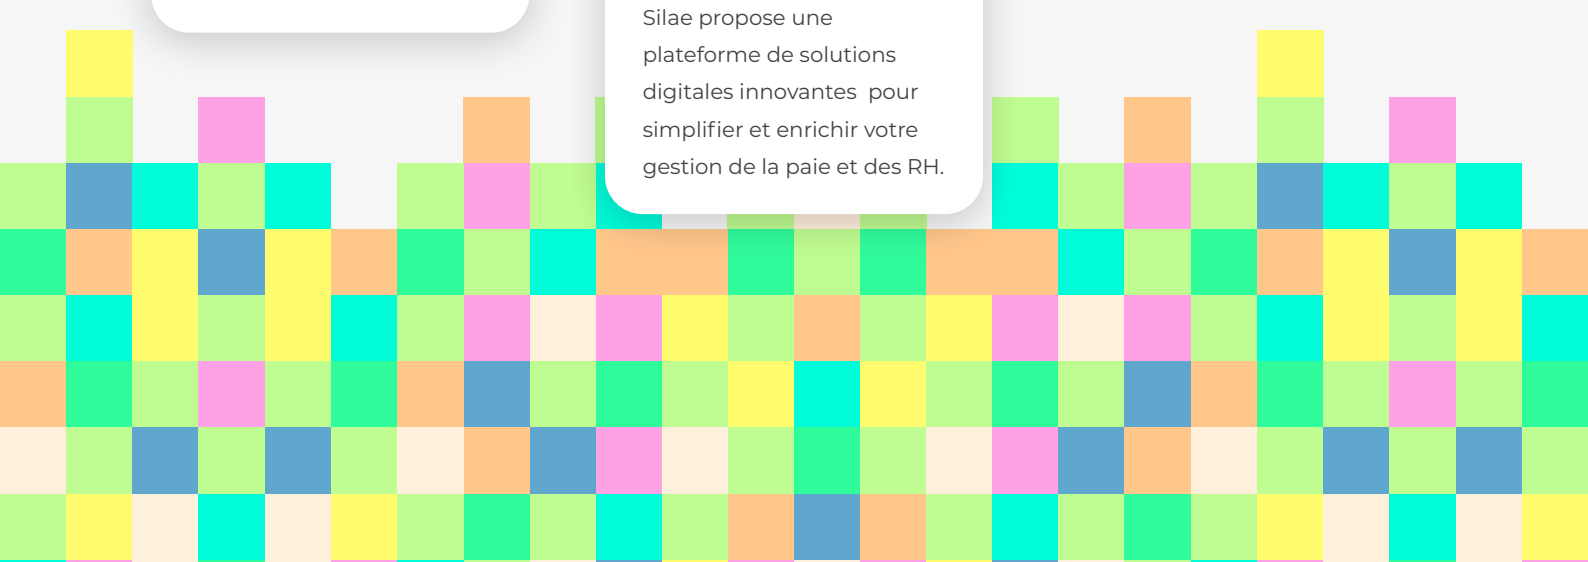 Silae propose une
plateforme de solutions
digitales innovantes  pour
simplifier et enrichir votre
gestion de la paie et des RH.